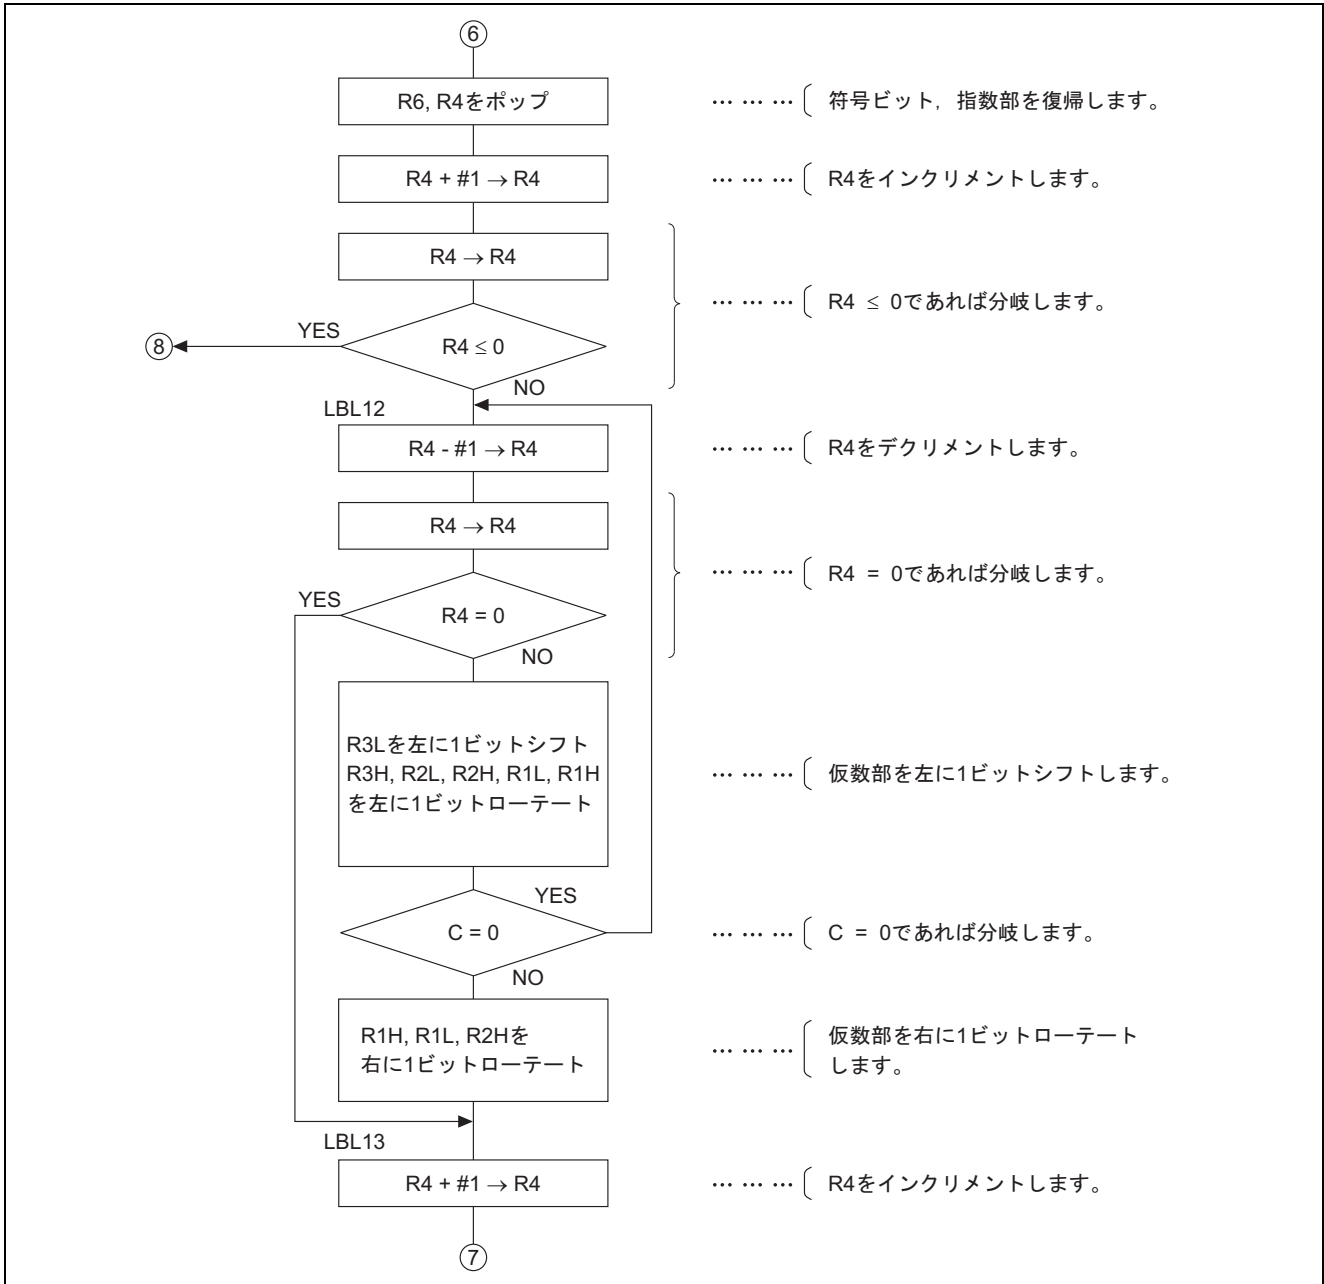 6
R6, R4をポップ
… … … 符号ビット，指数部を復帰します。
R4 + #1 → R4
… … … R4をインクリメントします。
R4 → R4
… … … R4 ≤ 0であれば分岐します。
8
YES
R4 ≤ 0
NO
LBL12
R4 - #1 → R4
… … … R4をデクリメントします。
R4 → R4
… … … R4 = 0であれば分岐します。
YES
R4 = 0
NO
R3Lを左に1ビットシフト
R3H, R2L, R2H, R1L, R1H
を左に1ビットローテート
… … … 仮数部を左に1ビットシフトします。
YES
C = 0
… … … C = 0であれば分岐します。
NO
R1H, R1L, R2Hを
右に1ビットローテート
… … … 仮数部を右に1ビットローテート
します。
LBL13
R4 + #1 → R4
… … … R4をインクリメントします。
7